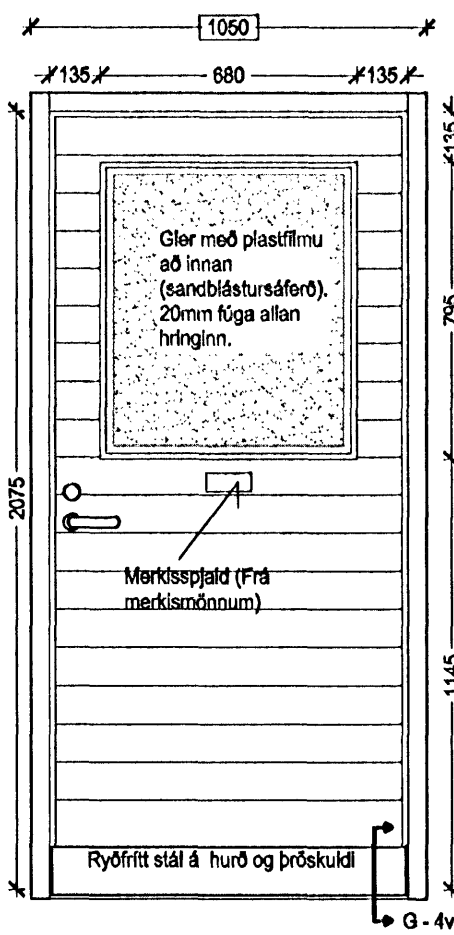 1050
135
680
135
135
Gler með plastfilmu
að innan
(sandblástursáferð).
20mm fúga allan
hringinn.
795
2075
Merkisspjald (Frá
merkismönnum)
1145
Ryðfrítt stál á hurð og þröskuldi
G - 4v